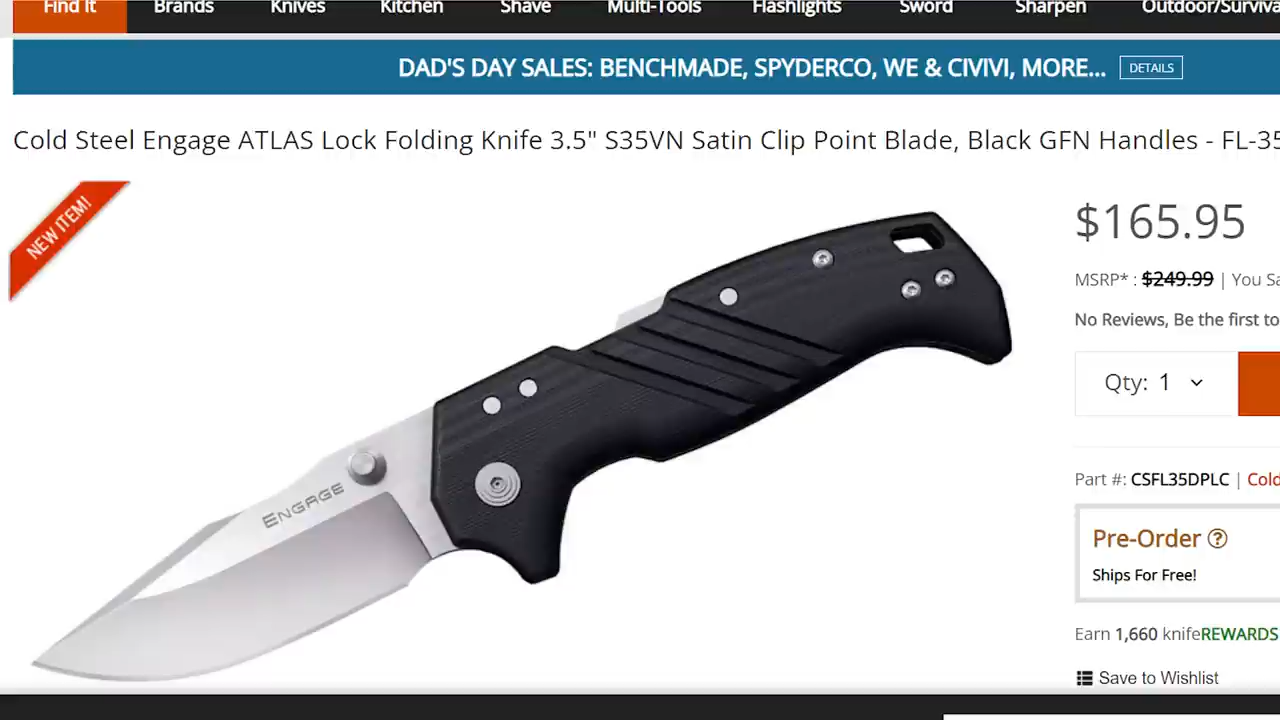 Find It Brands Knives Kitchen Shave Multi-Tools Flashlights Sword Sharpen Outdoor/Surviva
DAD'S DAY SALES: BENCHMADE, SPYDERCO, WE & CIVIVI, MORE... DETAILS
Cold Steel Engage ATLAS Lock Folding Knife 3.5" S35VN Satin Clip Point Blade, Black GFN Handles - FL-35
NEW ITEM!
$165.95
MSRP* : $249.99 | You Sa
No Reviews, Be the first to
Qty: 1
ENGAGE
Part #: CSFL35DPLC | Cold
Pre-Order ?
Ships For Free!
Earn 1,660 knifeREWARDS
Save to Wishlist